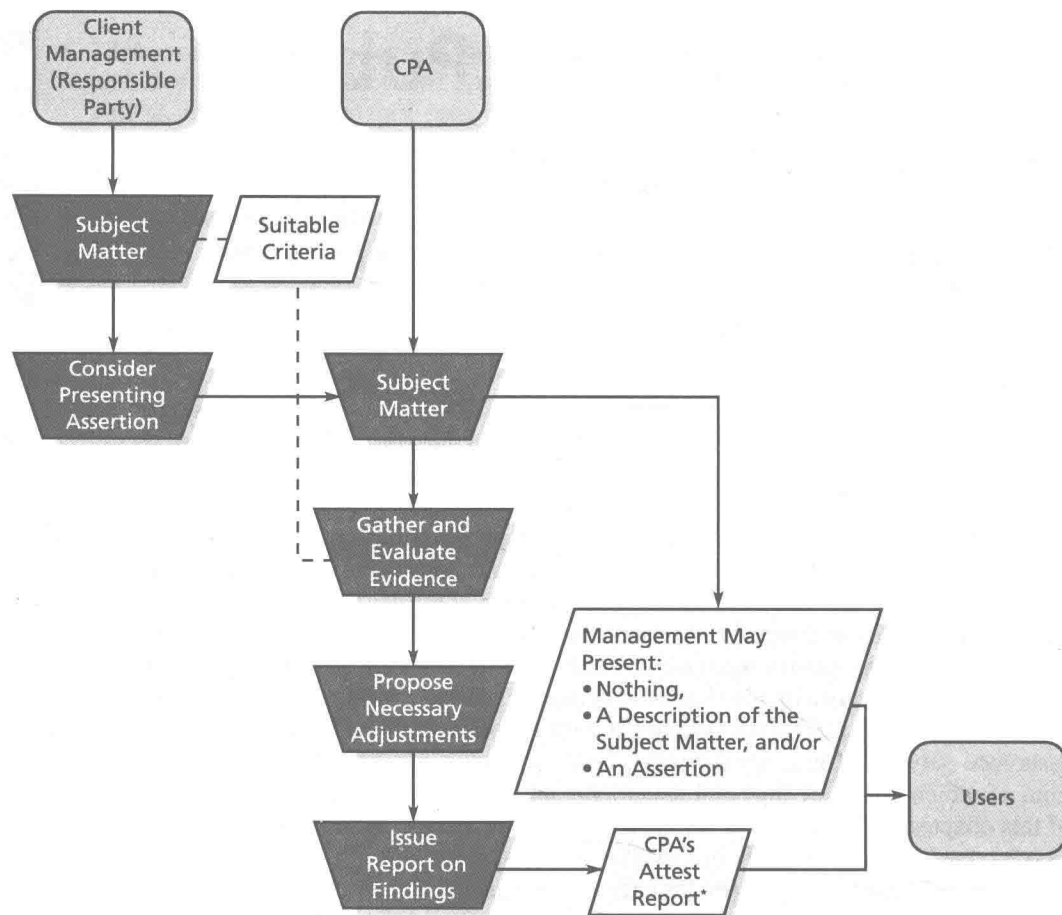 Client
Management
(Responsible
Party)
CPA
Subject
Matter
Suitable
Criteria
Consider
Presenting
Assertion
Subject
Matter
Gather and
Evaluate
Evidence
Management May
Present:
• Nothing,
• A Description of the
Subject Matter, and/or
• An Assertion
Propose
Necessary
Adjustments
Users
Issue
Report on
Findings
CPA's
Attest
Report*